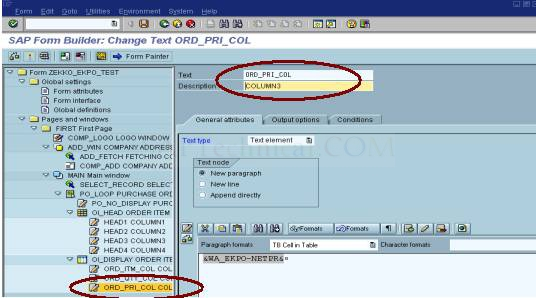 Form Edit Goto Utilities Environment System Help
SAP Form Builder: Change Text ORD_PRI_COL
Form Painter
Form ZEKKO_EKPO_TEST
Global settings
Form attributes
Form interface
Global definitions
Pages and windows
FIRST First Page
COMP_LOGO LOGO WINDOW
ADD_WIN COMPANY ADDRESS
ADD_FETCH FETCHING CO
COMP_ADD COMPANY ADD
MAIN Main window
SELECT_RECORD SELEC
PO_LOOP PURCHASE ORD
PO_NO_DISPLAY PURC
OI_HEAD ORDER ITEM
HEAD1 COLUMN1
HEAD2 COLUMN2
HEAD3 COLUMN3
HEAD4 COLUMN4
OI_DISPLAY ORDER ITE
ORD_ITM_COL COL
ORD_QTY_COL COL
ORD_PRI_COL COL
Text ORD_PRI_COL
Description COLUMN3
General attributes Output options Conditions
Text type Text element
Text node
New paragraph
New line
Append directly
Formats Formats
Paragraph formats TB Cell in Table Character formats
&WA_EKPO-NETPR&¤